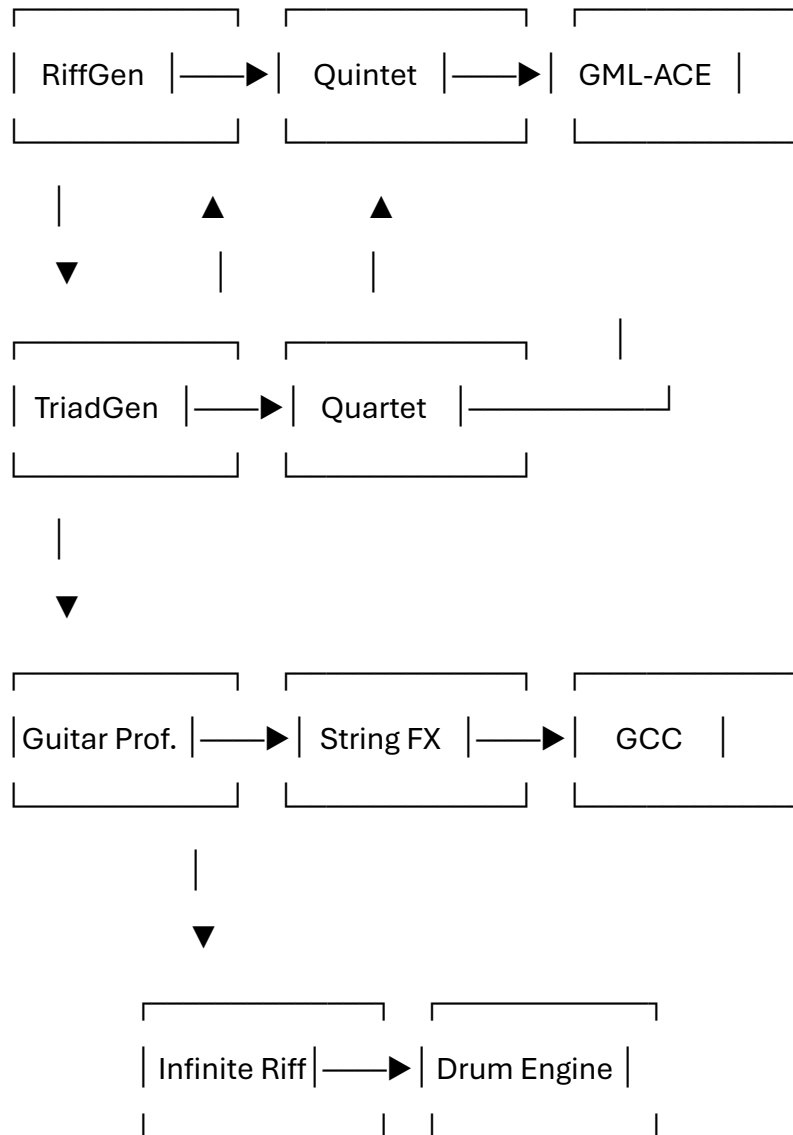 RiffGen Quintet GML-ACE
TriadGen Quartet
Guitar Prof. String FX GCC
Infinite Riff Drum Engine